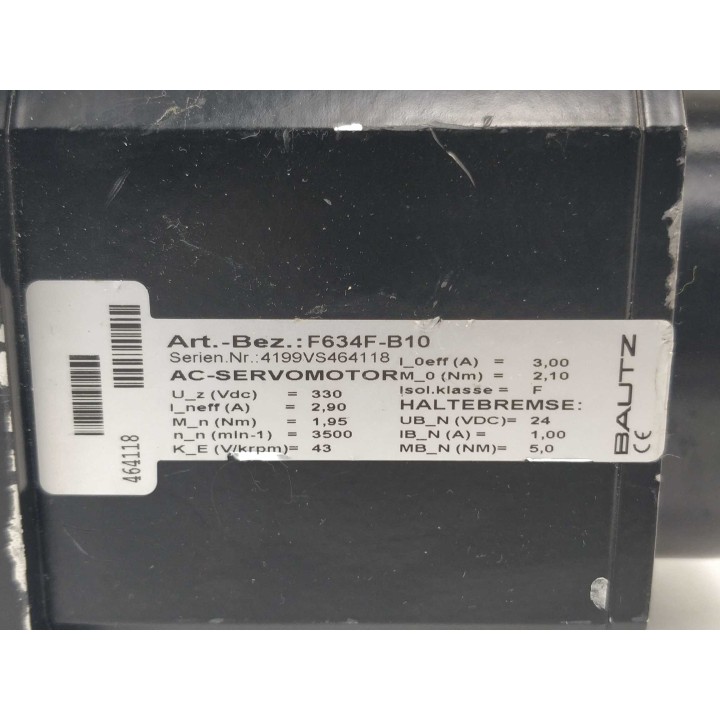 Art.-Bez.:F634F-B10
Serien.Nr.:4199VS464118
AC-SERVOMOTOR
U_z (Vdc) = 330
I_neff (A) = 2,90
M_n (Nm) = 1,95
n_n (min-1) = 3500
K_E (V/krpm)= 43
I_0eff (A) = 3,00
M_0 (Nm) = 2,10
Isol.klasse = F
HALTEBREMSE:
UB_N (VDC)= 24
IB_N (A) = 1,00
MB_N (NM)= 5,0
BAUTZ
CE
464118